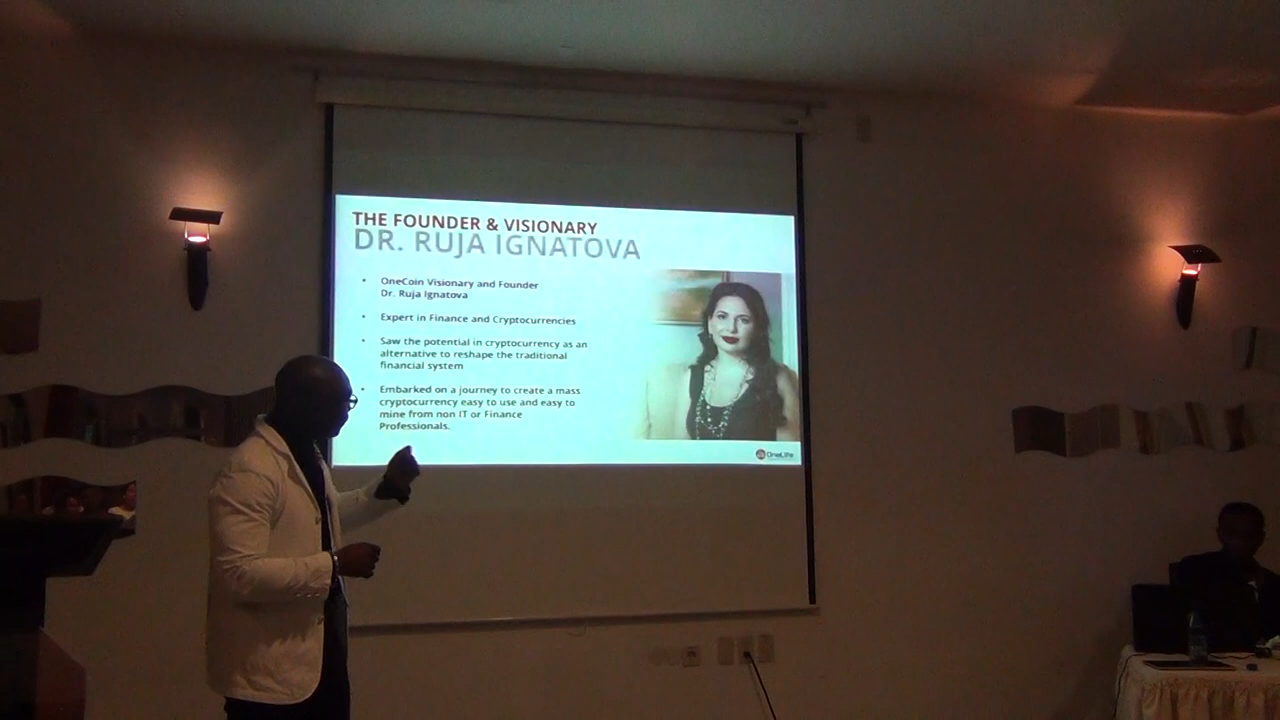 THE FOUNDER & VISIONARY
DR. RUJA IGNATOVA
• OneCoin Visionary and Founder
Dr. Ruja Ignatova
• Expert in Finance and Cryptocurrencies
• Saw the potential in cryptocurrency as an
alternative to reshape the traditional
financial system
• Embarked on a journey to create a mass
cryptocurrency easy to use and easy to
mine from non IT or Finance
Professionals.
OneLife